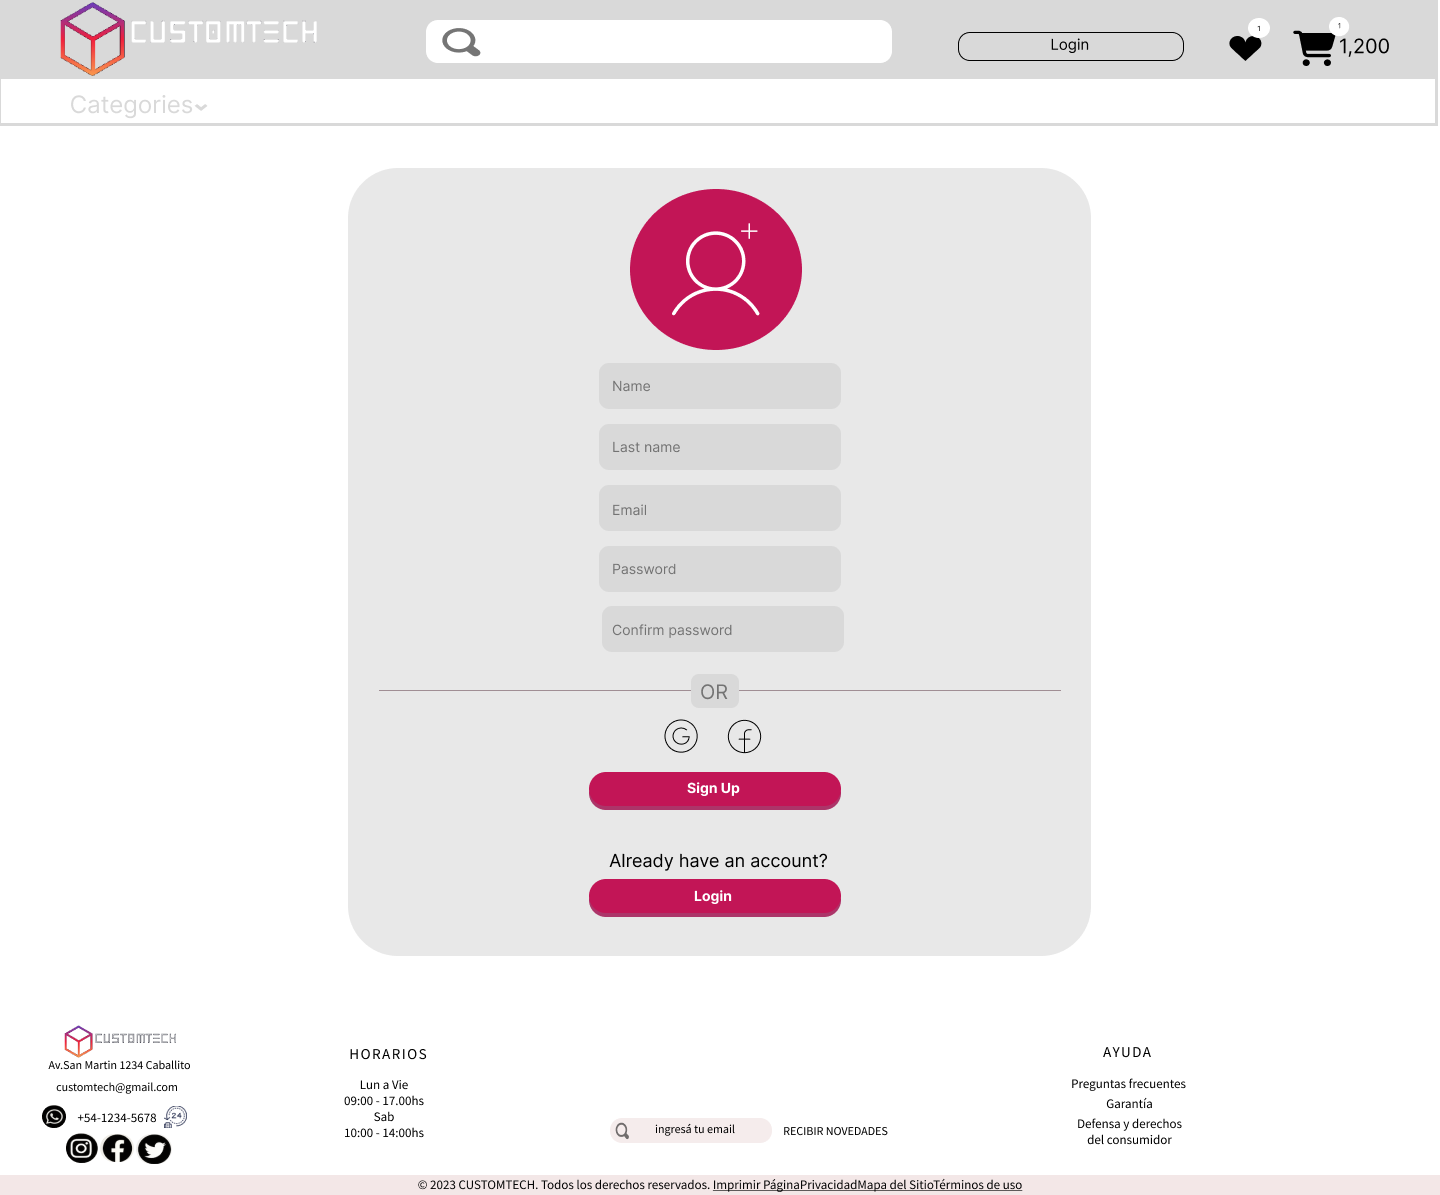 CUSTOMTECH
Login
1
1
1,200
Categories
Name
Last name
Email
Password
Confirm password
OR
G f
Sign Up
Already have an account?
Login
CUSTOMTECH
Av.San Martin 1234 Caballito
customtech@gmail.com
+54-1234-5678
24
HORARIOS
Lun a Vie
09:00 - 17.00hs
Sab
10:00 - 14:00hs
ingresá tu email
RECIBIR NOVEDADES
AYUDA
Preguntas frecuentes
Garantía
Defensa y derechos
del consumidor
© 2023 CUSTOMTECH. Todos los derechos reservados. Imprimir PáginaPrivacidadMapa del SitioTérminos de uso